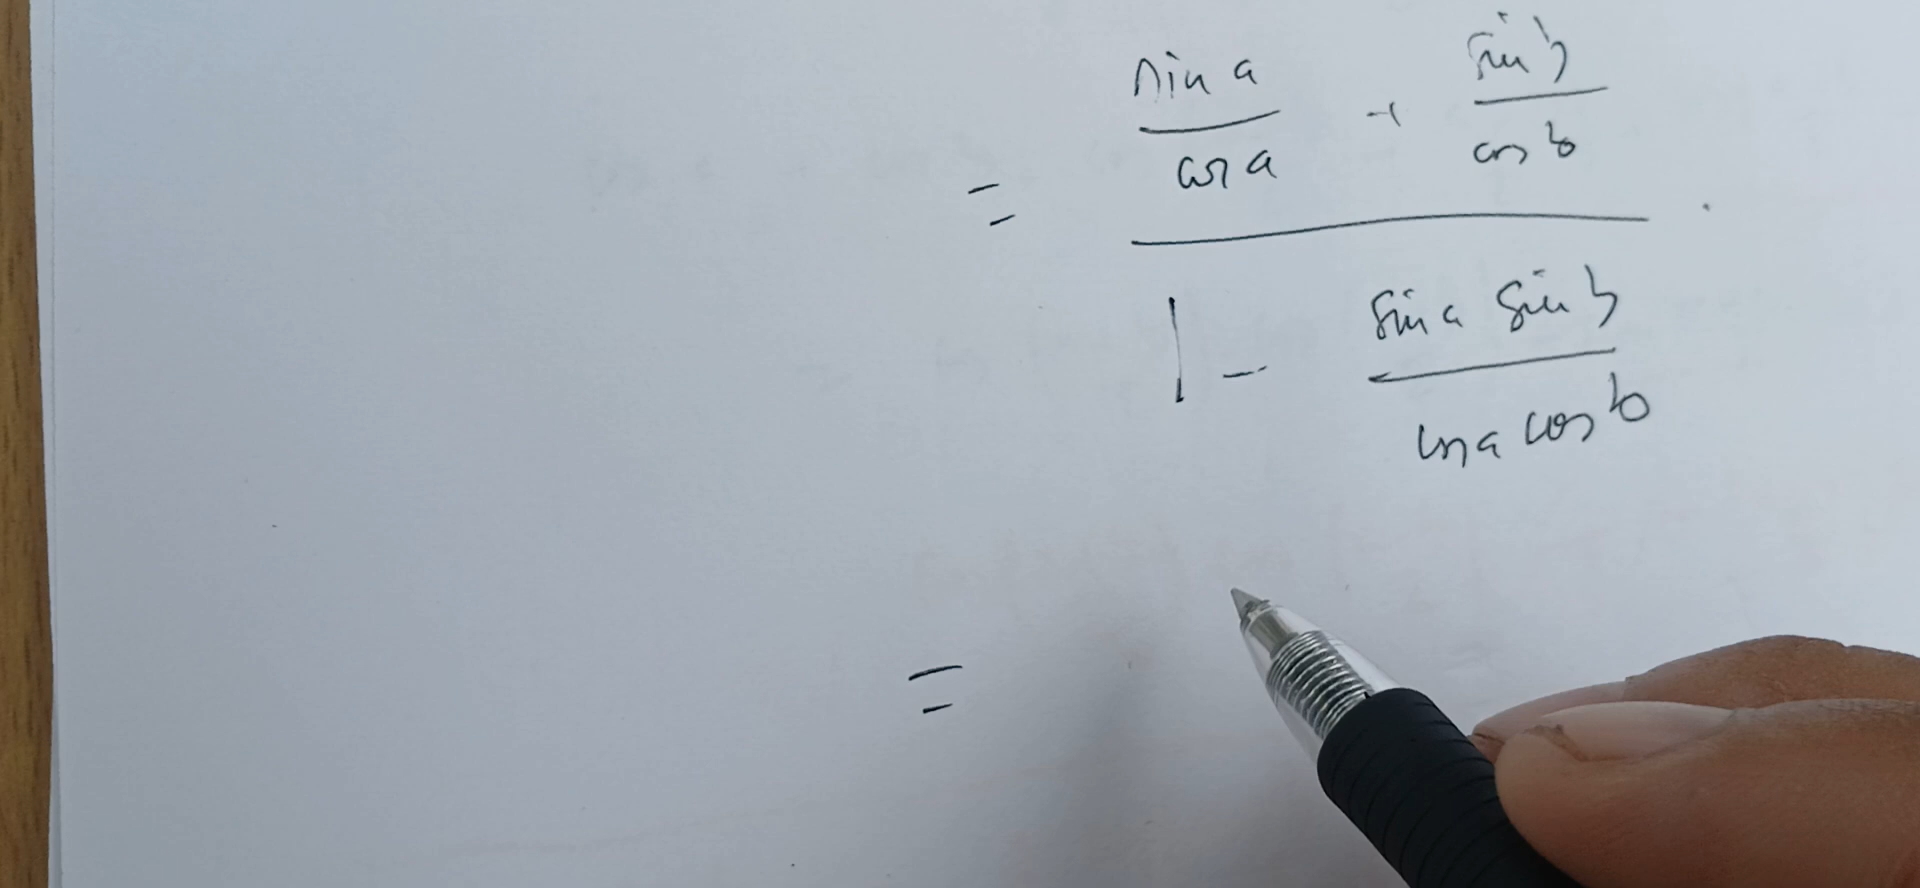 sin a + sin b
cos a cos b
=
1 - sin a sin b
cos a cos b
=